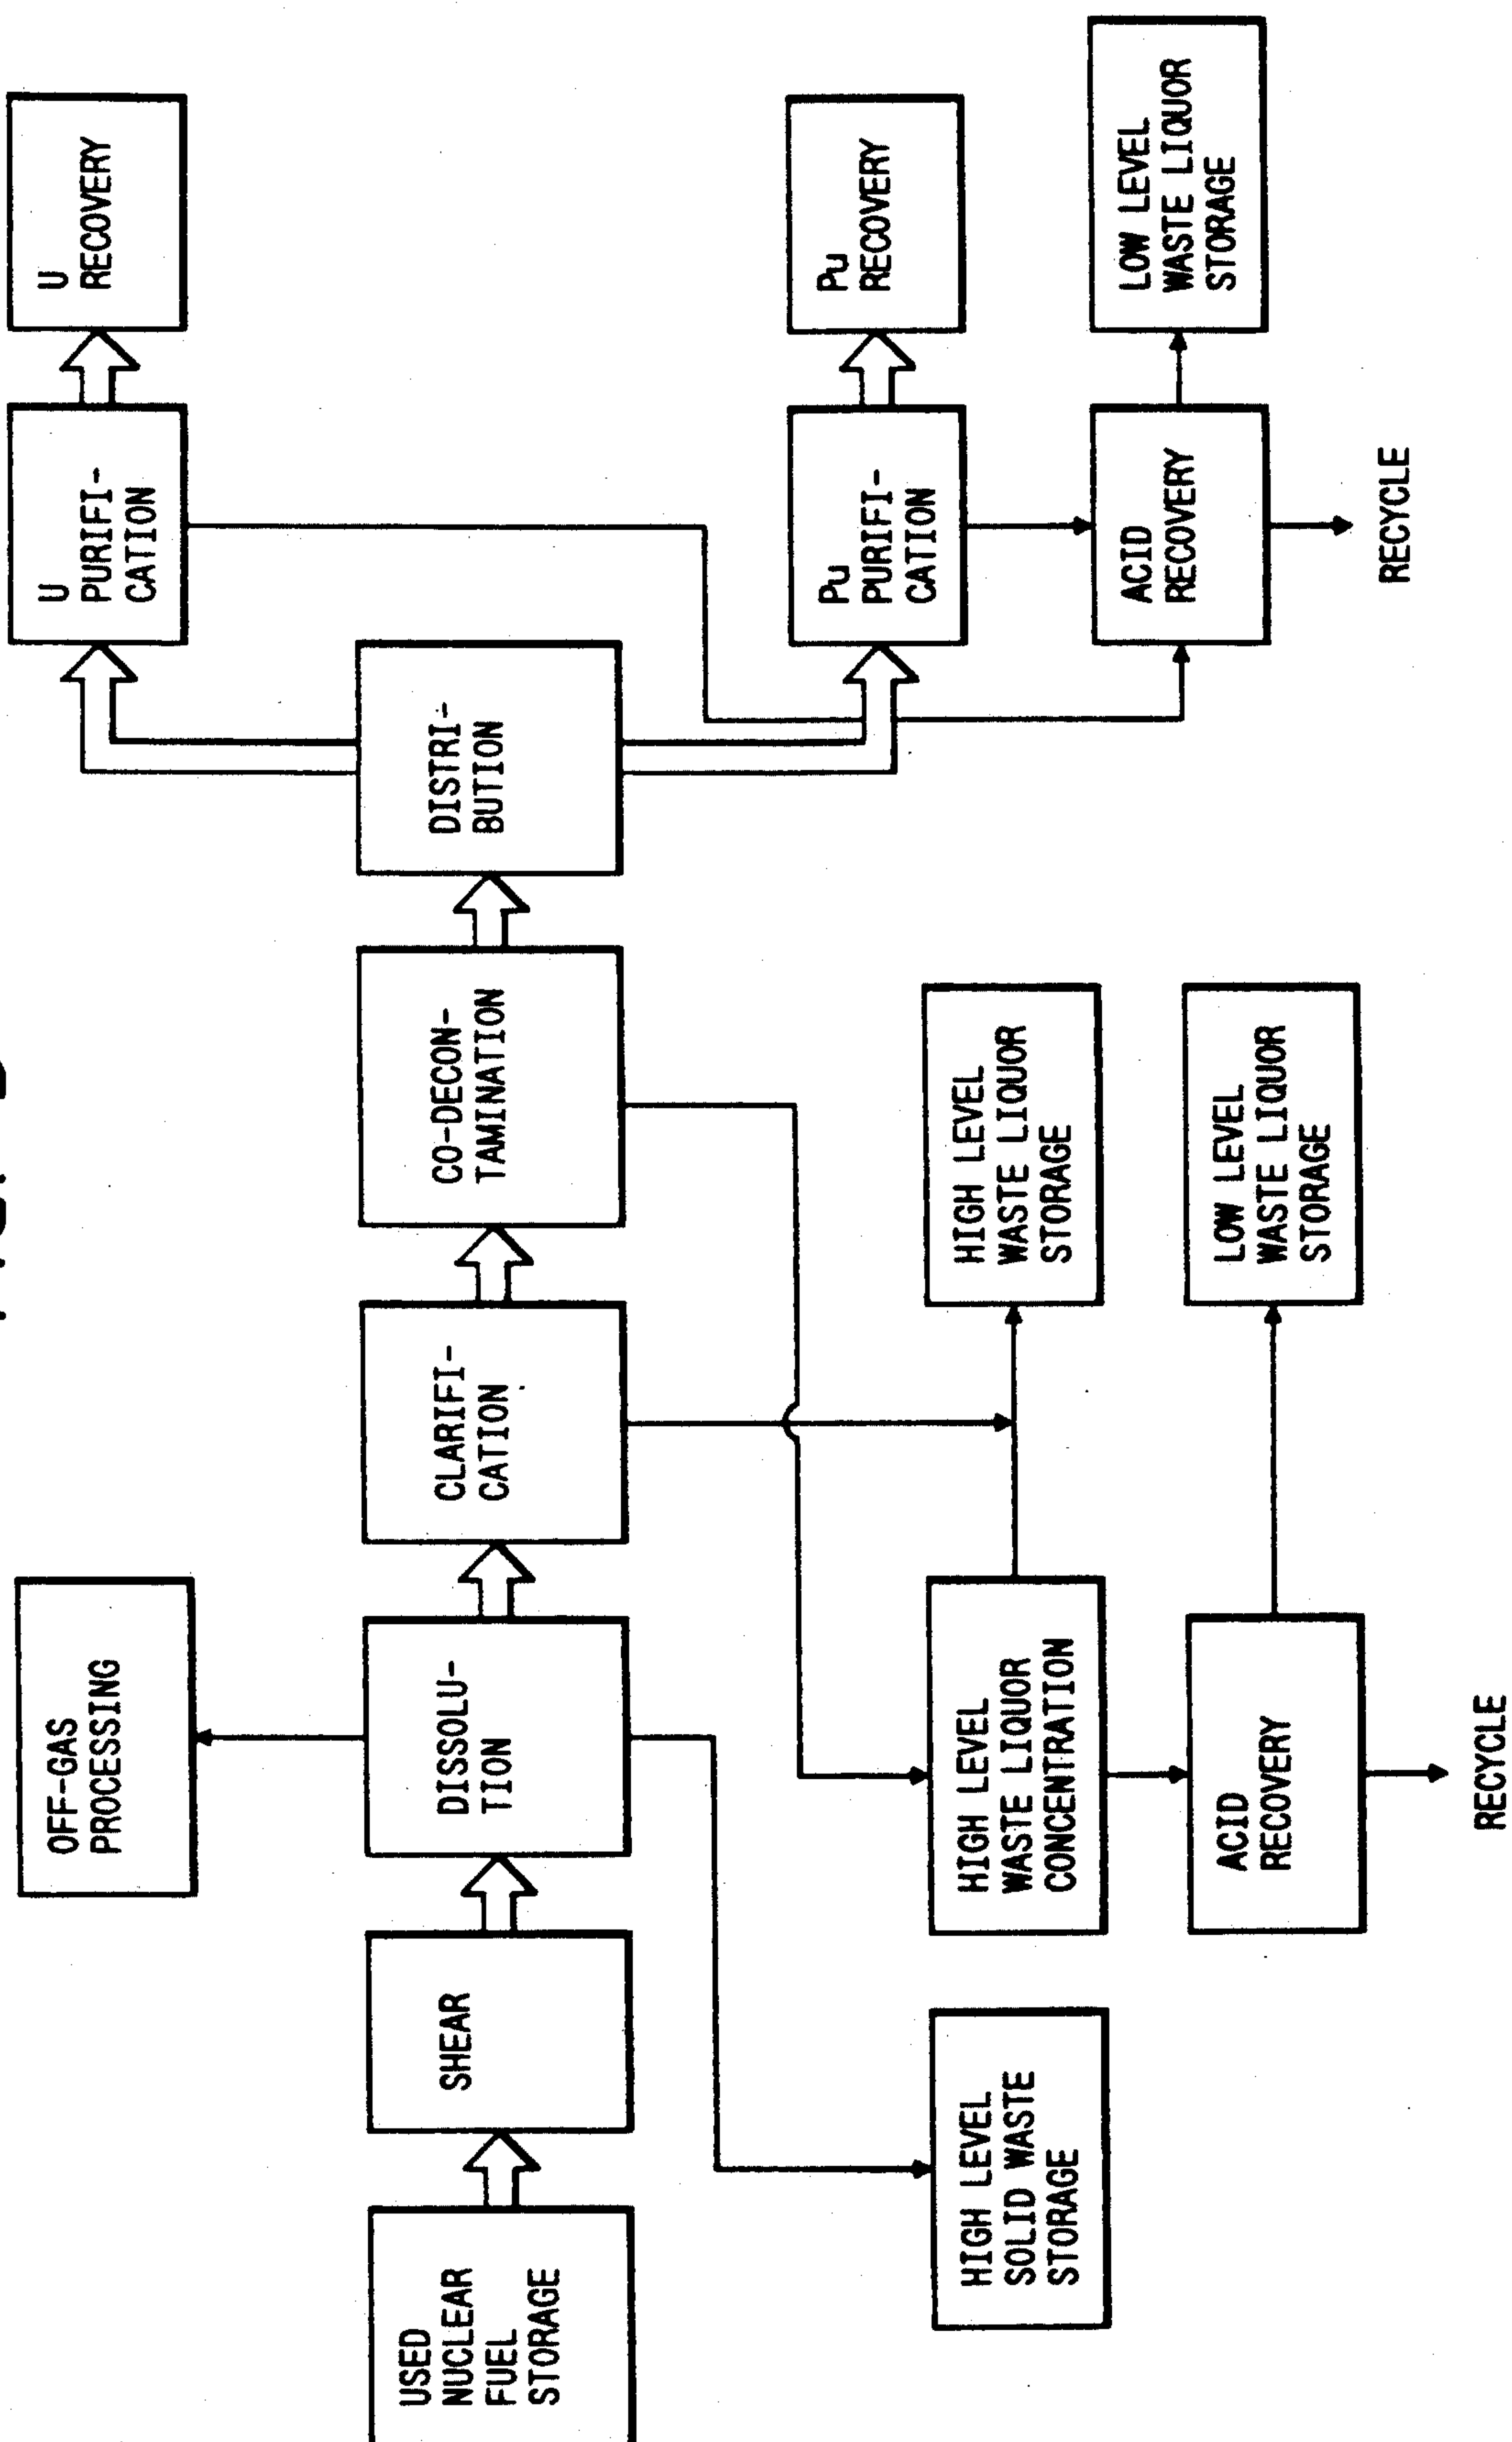 OFF-GAS
PROCESSING
U
PURIFI-
CATION
U
RECOVERY
USED
NUCLEAR
FUEL
STORAGE
SHEAR
DISSOLU-
TION
CLARIFI-
CATION
CO-DECON-
TAMINATION
DISTRI-
BUTION
Pu
PURIFI-
CATION
Pu
RECOVERY
HIGH LEVEL
SOLID WASTE
STORAGE
HIGH LEVEL
WASTE LIQUOR
CONCENTRATION
HIGH LEVEL
WASTE LIQUOR
STORAGE
ACID
RECOVERY
LOW LEVEL
WASTE LIQUOR
STORAGE
ACID
RECOVERY
LOW LEVEL
WASTE LIQUOR
STORAGE
RECYCLE
RECYCLE